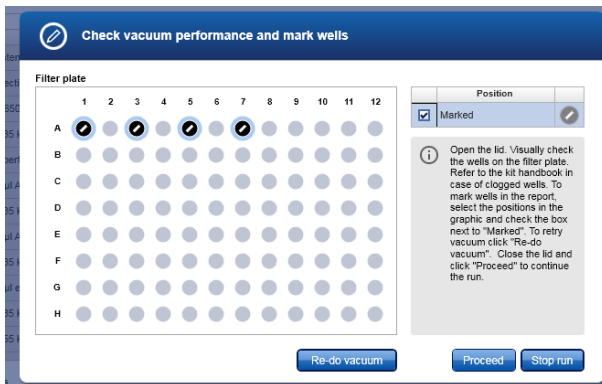 Check vacuum performance and mark wells
Filter plate
1 2 3 4 5 6 7 8 9 10 11 12
A
B
C
D
E
F
G
H
Position
Marked
Open the lid. Visually check
the wells on the filter plate.
Refer to the kit handbook in
case of clogged wells. To
mark wells in the report,
select the positions in the
graphic and check the box
next to "Marked". To retry
vacuum click "Re-do
vacuum". Close the lid and
click "Proceed" to continue
the run.
Re-do vacuum
Proceed
Stop run